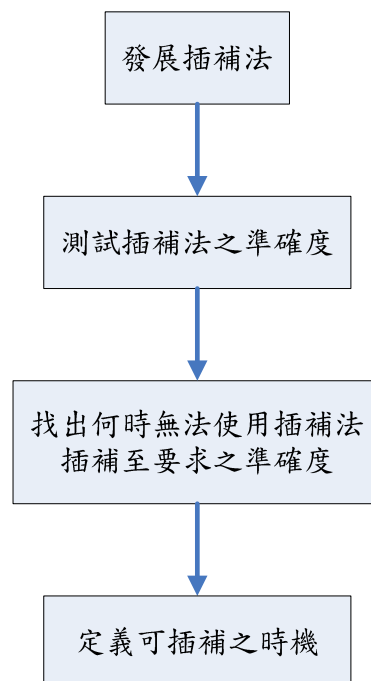 發展插補法
測試插補法之準確度
找出何時無法使用插補法
插補至要求之準確度
定義可插補之時機